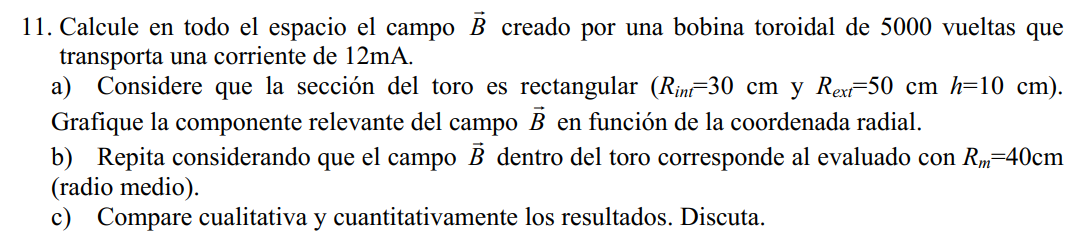 11. Calcule en todo el espacio el campo B⃗ creado por una bobina toroidal de 5000 vueltas que
transporta una corriente de 12mA.
a) Considere que la sección del toro es rectangular (Rint=30 cm y Rext=50 cm h=10 cm).
Grafique la componente relevante del campo B⃗ en función de la coordenada radial.
b) Repita considerando que el campo B⃗ dentro del toro corresponde al evaluado con Rm=40cm
(radio medio).
c) Compare cualitativa y cuantitativamente los resultados. Discuta.